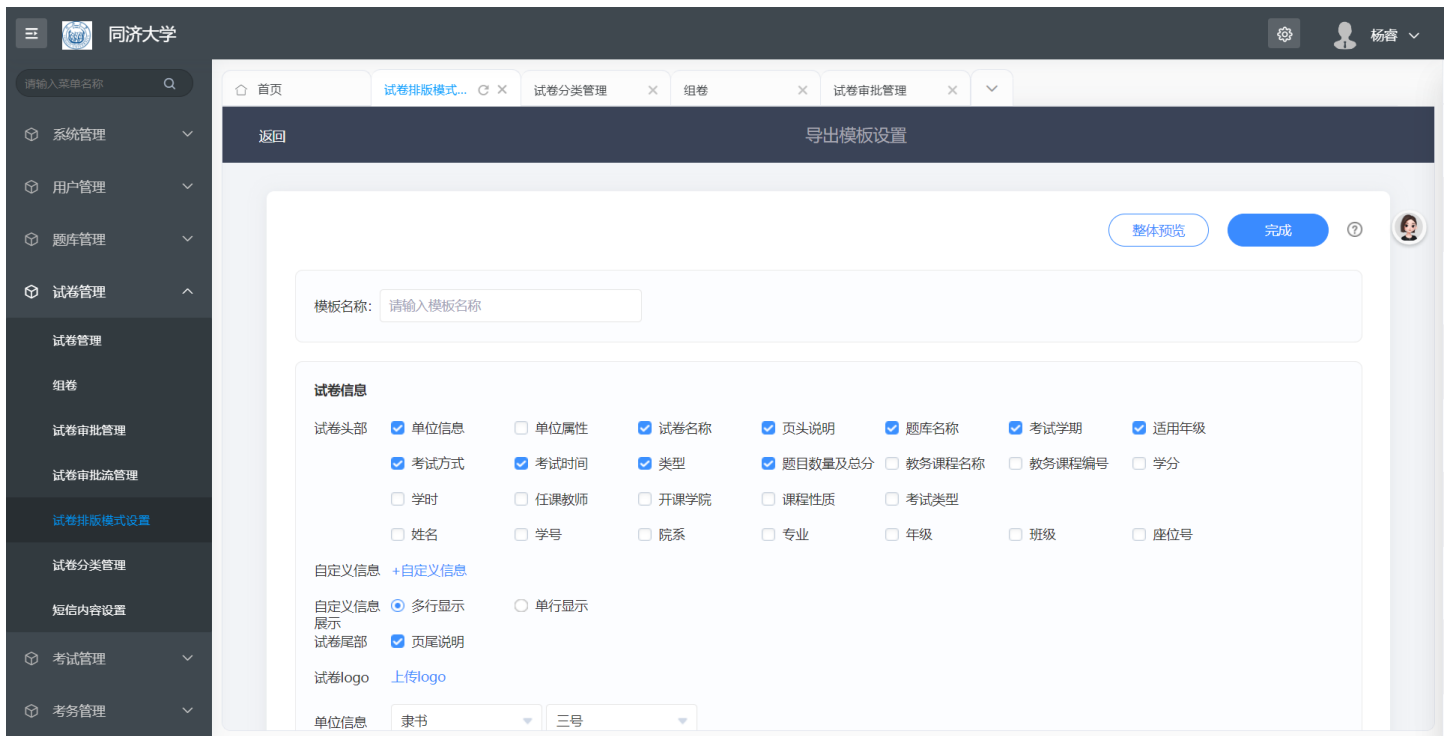 同济大学
杨睿
请输入菜单名称
首页
试卷排版模式...
试卷分类管理
组卷
试卷审批管理
系统管理
用户管理
题库管理
试卷管理
试卷管理
组卷
试卷审批管理
试卷审批流管理
试卷排版模式设置
试卷分类管理
短信内容设置
考试管理
考务管理
返回
导出模板设置
整体预览
完成
模板名称：
请输入模板名称
试卷信息
试卷头部 单位信息 单位属性 试卷名称 页头说明 题库名称 考试学期 适用年级
考试方式 考试时间 类型 题目数量及总分 教务课程名称 教务课程编号 学分
学时 任课教师 开课学院 课程性质 考试类型
姓名 学号 院系 专业 年级 班级 座位号
自定义信息 +自定义信息
自定义信息 多行显示 单行显示
展示
试卷尾部 页尾说明
试卷logo 上传logo
单位信息 隶书 三号